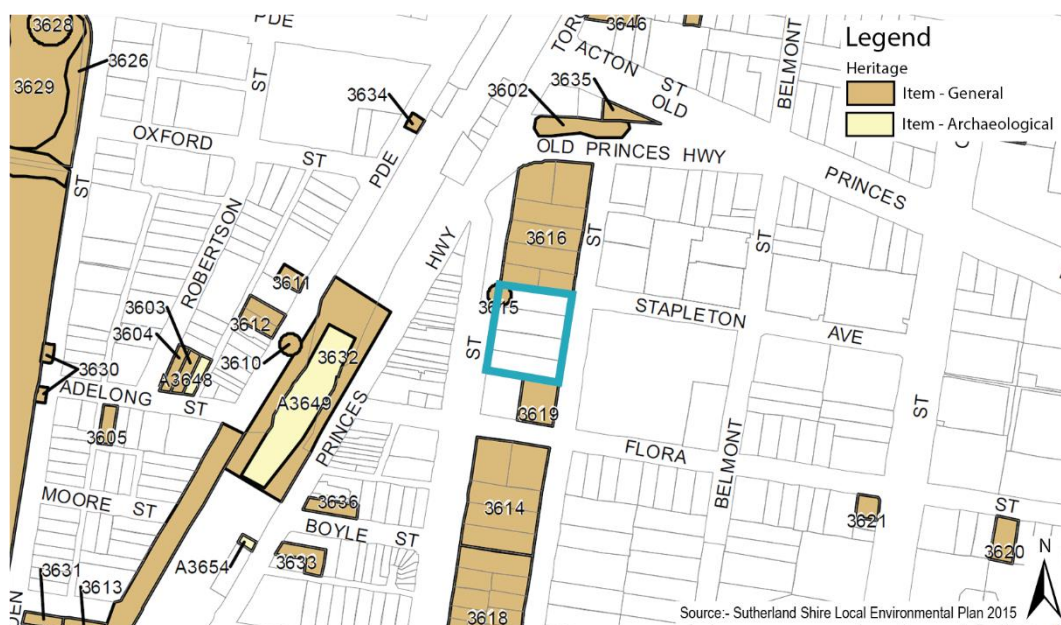 3628
PDE
3626
3629
ST
TOR
3646
ACTON ST
OLD
BELMONT
Legend
Heritage
Item - General
Item - Archaeological
3634
3602
3635
OXFORD ST
PDE
OLD PRINCES HWY
PRINCES
ST
ROBERTSON
HWY
3616
ST
ST
3611
3615
STAPLETON AVE
3603
3612
3604
3610
3632
ST
A3648
3630
ADELONG ST
A3649
PRINCES
3619
ST
3605
FLORA ST
BELMONT
MOORE ST
3636
3614
BOYLE ST
3621
3620
A3654
3633
N
3631
3613
DEN
3618
Source:- Sutherland Shire Local Environmental Plan 2015